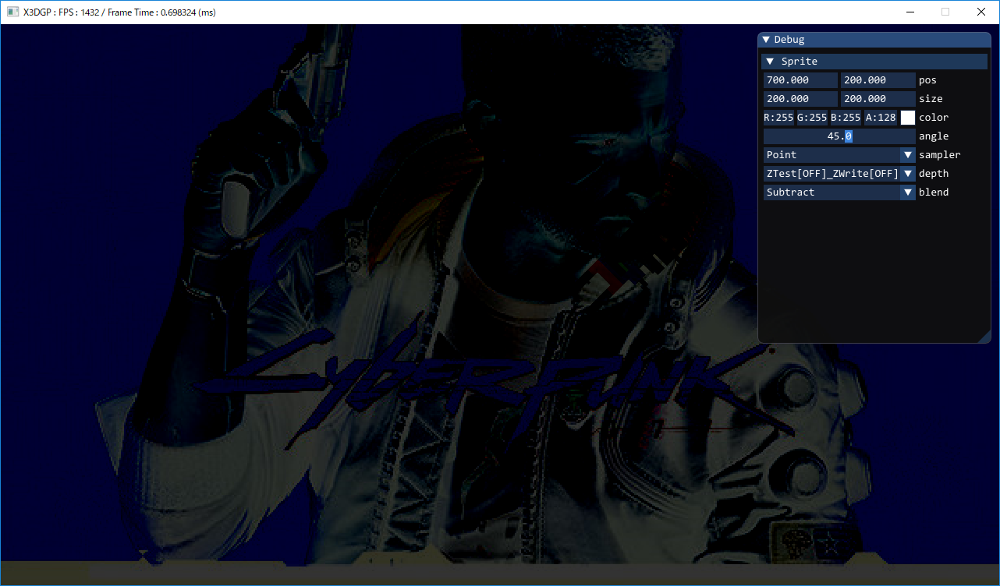 X3DGP : FPS : 1432 / Frame Time : 0.698324 (ms)
Debug
Sprite
700.000 200.000 pos
200.000 200.000 size
R:255 G:255 B:255 A:128 color
45.0 angle
Point sampler
ZTest[OFF]_ZWrite[OFF] depth
Subtract blend
CYBERPUNK